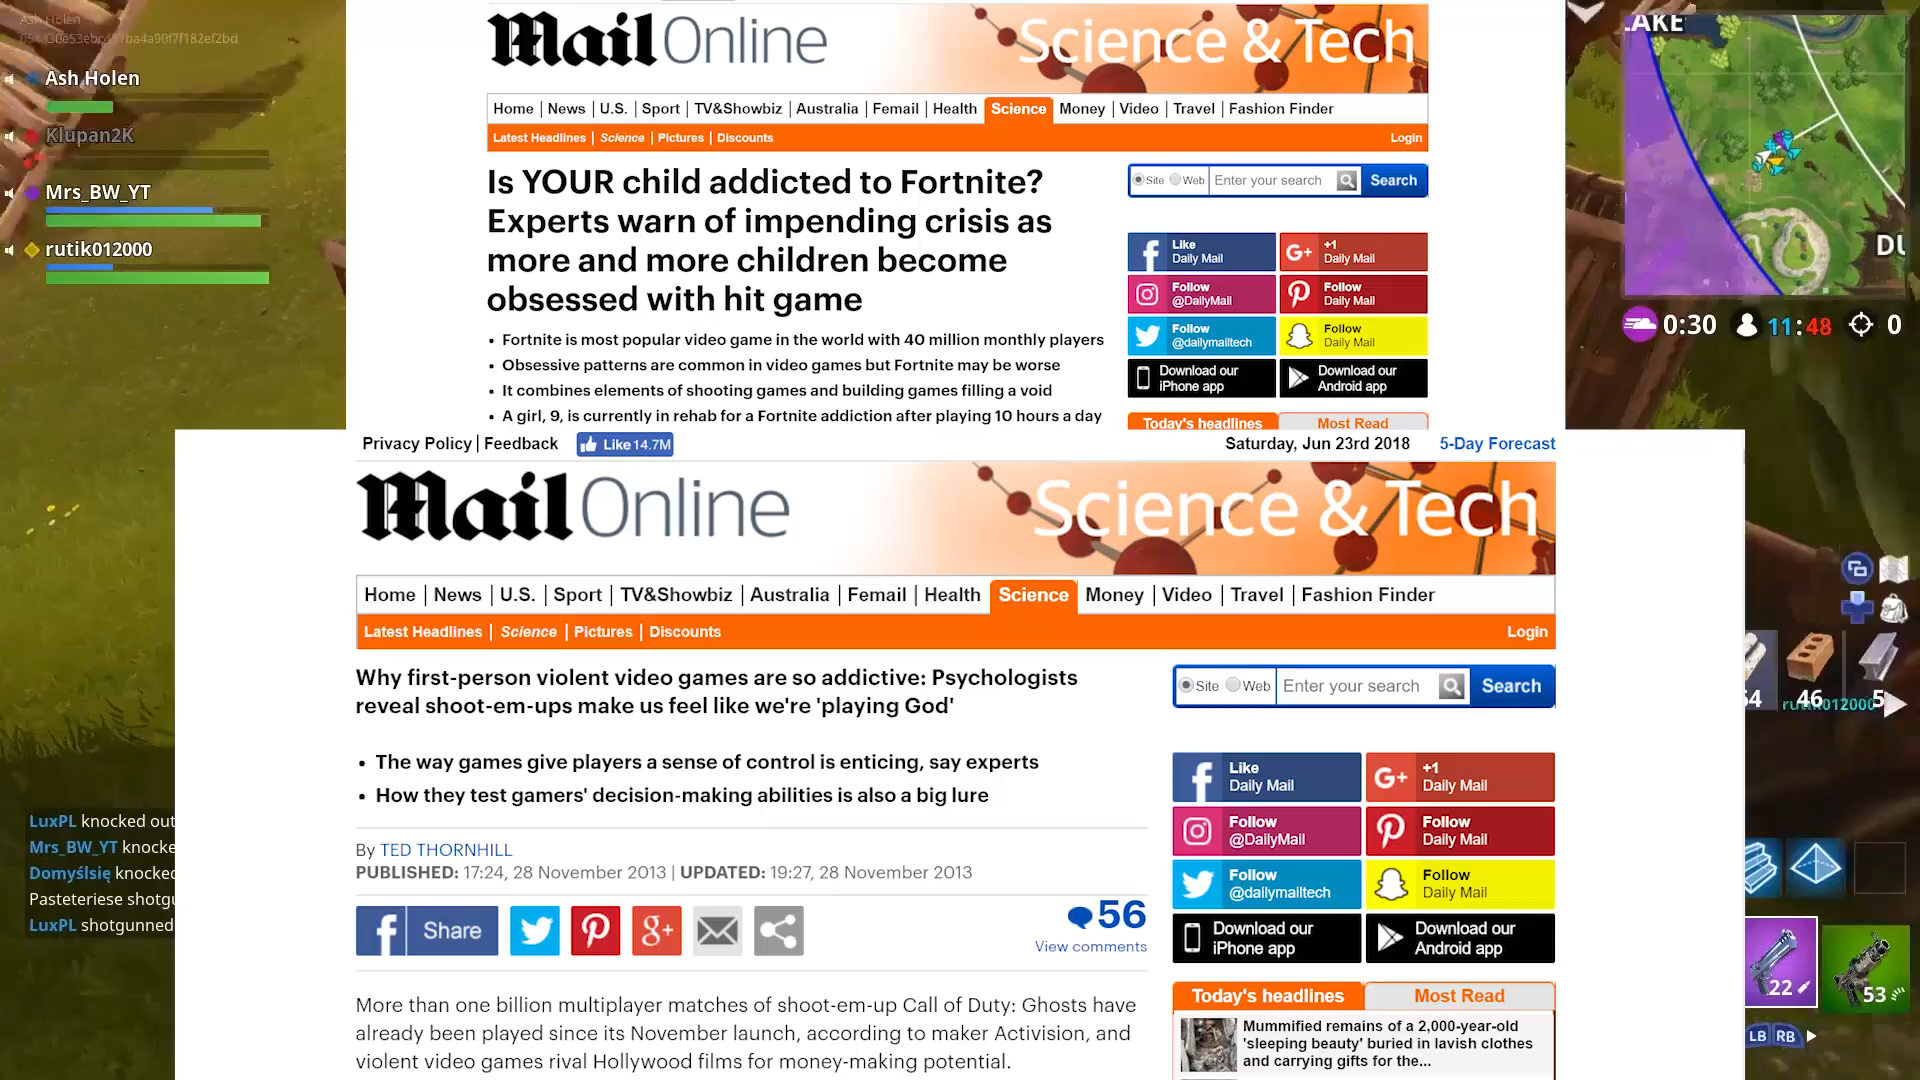 Ash Holen
Ash Holen
Klupan2K
Mrs_BW_YT
rutik012000
Mail Online
Science & Tech
Home | News | U.S. | Sport | TV&Showbiz | Australia | Femail | Health | Science | Money | Video | Travel | Fashion Finder
Latest Headlines | Science | Pictures | Discounts
Login
Is YOUR child addicted to Fortnite?
Experts warn of impending crisis as
more and more children become
obsessed with hit game
• Fortnite is most popular video game in the world with 40 million monthly players
• Obsessive patterns are common in video games but Fortnite may be worse
• It combines elements of shooting games and building games filling a void
• A girl, 9, is currently in rehab for a Fortnite addiction after playing 10 hours a day
Site Web Enter your search Search
Like
Daily Mail
+1
Daily Mail
Follow
@DailyMail
Follow
Daily Mail
Follow
@dailymailtech
Follow
Daily Mail
Download our
iPhone app
Download our
Android app
Today's headlines Most Read
0:30 11:48 0
Privacy Policy | Feedback Like 14.7M
Saturday, Jun 23rd 2018 5-Day Forecast
Mail Online
Science & Tech
Home | News | U.S. | Sport | TV&Showbiz | Australia | Femail | Health | Science | Money | Video | Travel | Fashion Finder
Latest Headlines | Science | Pictures | Discounts
Login
Why first-person violent video games are so addictive: Psychologists
reveal shoot-em-ups make us feel like we're 'playing God'
• The way games give players a sense of control is enticing, say experts
• How they test gamers' decision-making abilities is also a big lure
By TED THORNHILL
PUBLISHED: 17:24, 28 November 2013 | UPDATED: 19:27, 28 November 2013
Share
56
View comments
More than one billion multiplayer matches of shoot-em-up Call of Duty: Ghosts have
already been played since its November launch, according to maker Activision, and
violent video games rival Hollywood films for money-making potential.
Site Web Enter your search Search
Like
Daily Mail
G+ +1
Daily Mail
Follow
@DailyMail
Follow
Daily Mail
Follow
@dailymailtech
Follow
Daily Mail
Download our
iPhone app
Download our
Android app
Today's headlines Most Read
Mummified remains of a 2,000-year-old
'sleeping beauty' buried in lavish clothes
and carrying gifts for the...
LuxPL knocked out
Mrs_BW_YT knocke
Domyślsię knocked
Pasteteriese shotgu
LuxPL shotgunned
46
rutik012000
22
53
LB RB